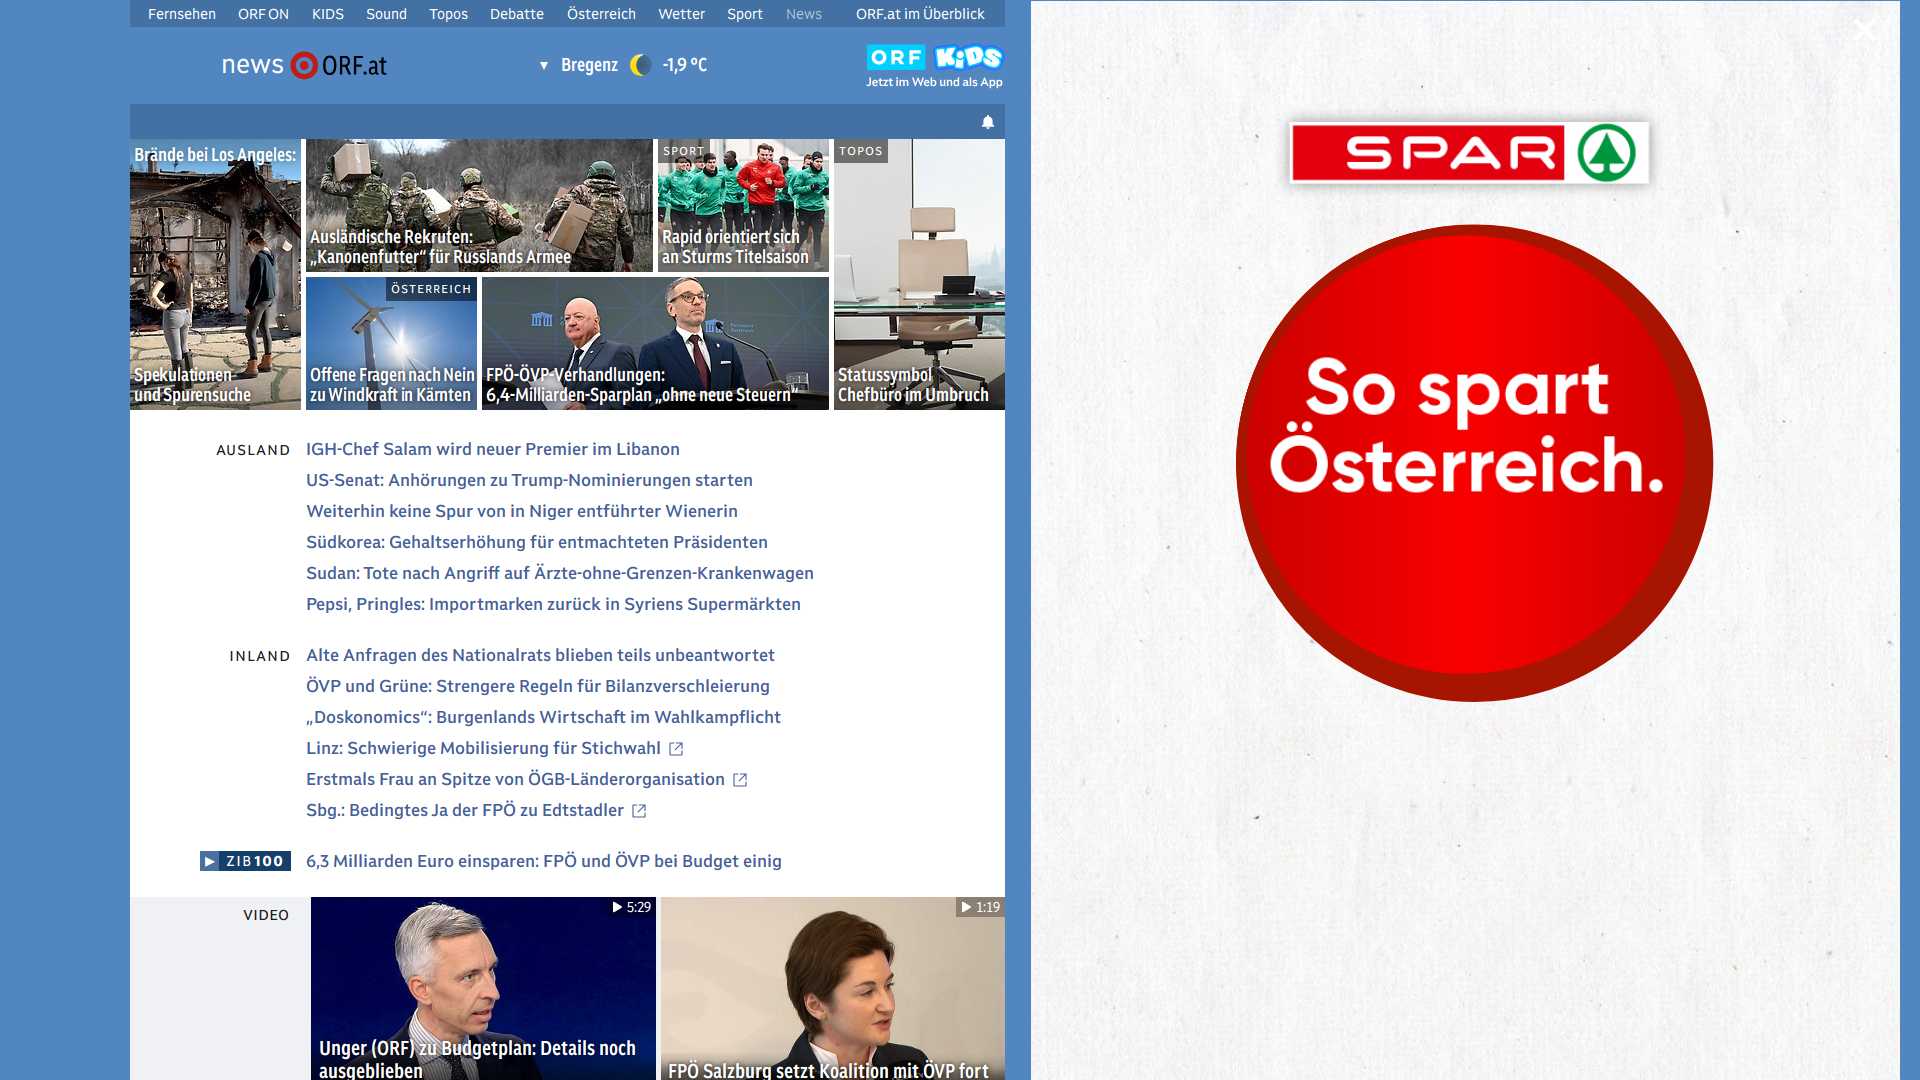 Fernsehen ORF ON KIDS Sound Topos Debatte Österreich Wetter Sport News ORF.at im Überblick
news ORF.at
▼ Bregenz -1,9 °C
ORF KiDS
Jetzt im Web und als App
Brände bei Los Angeles:
Spekulationen
und Spurensuche
Ausländische Rekruten:
„Kanonenfutter“ für Russlands Armee
SPORT
Rapid orientiert sich
an Sturms Titelsaison
TOPOS
Statussymbol
Chefbüro im Umbruch
ÖSTERREICH
Offene Fragen nach Nein
zu Windkraft in Kärnten
FPÖ-ÖVP-Verhandlungen:
6,4-Milliarden-Sparplan „ohne neue Steuern“
AUSLAND
IGH-Chef Salam wird neuer Premier im Libanon
US-Senat: Anhörungen zu Trump-Nominierungen starten
Weiterhin keine Spur von in Niger entführter Wienerin
Südkorea: Gehaltserhöhung für entmachteten Präsidenten
Sudan: Tote nach Angriff auf Ärzte-ohne-Grenzen-Krankenwagen
Pepsi, Pringles: Importmarken zurück in Syriens Supermärkten
INLAND
Alte Anfragen des Nationalrats blieben teils unbeantwortet
ÖVP und Grüne: Strengere Regeln für Bilanzverschleierung
„Doskonomics“: Burgenlands Wirtschaft im Wahlkampflicht
Linz: Schwierige Mobilisierung für Stichwahl
Erstmals Frau an Spitze von ÖGB-Länderorganisation
Sbg.: Bedingtes Ja der FPÖ zu Edtstadler
ZIB100
6,3 Milliarden Euro einsparen: FPÖ und ÖVP bei Budget einig
VIDEO
5:29
Unger (ORF) zu Budgetplan: Details noch
ausgeblieben
1:19
FPÖ Salzburg setzt Koalition mit ÖVP fort
SPAR
So spart
Österreich.